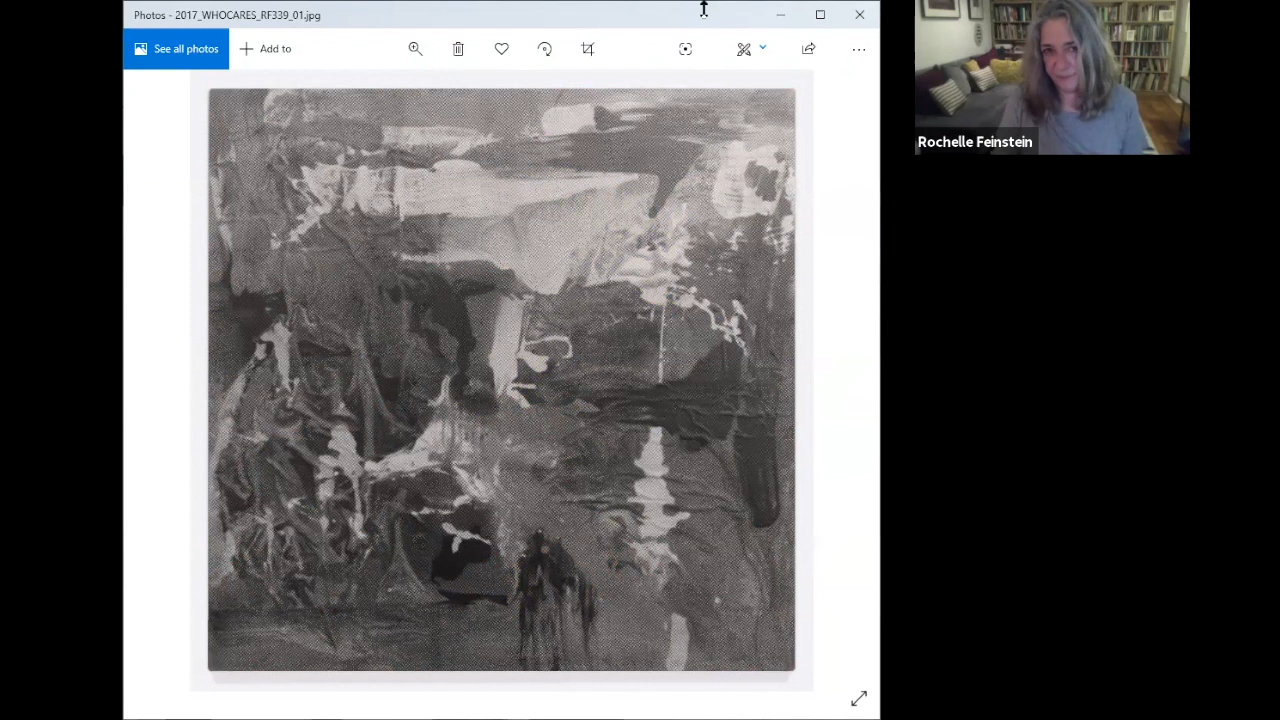 Photos - 2017_WHOCARES_RF339_01.jpg
See all photos
Add to
Rochelle Feinstein